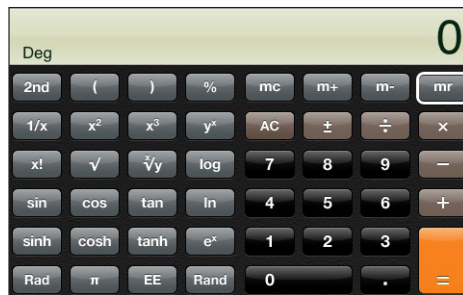 0
Deg
2nd ( ) % mc m+ m- mr
1/x x² x³ yˣ AC ± ÷ ×
x! √ ˣ√y log 7 8 9 −
sin cos tan ln 4 5 6 +
sinh cosh tanh eˣ 1 2 3
Rad π EE Rand 0 . =